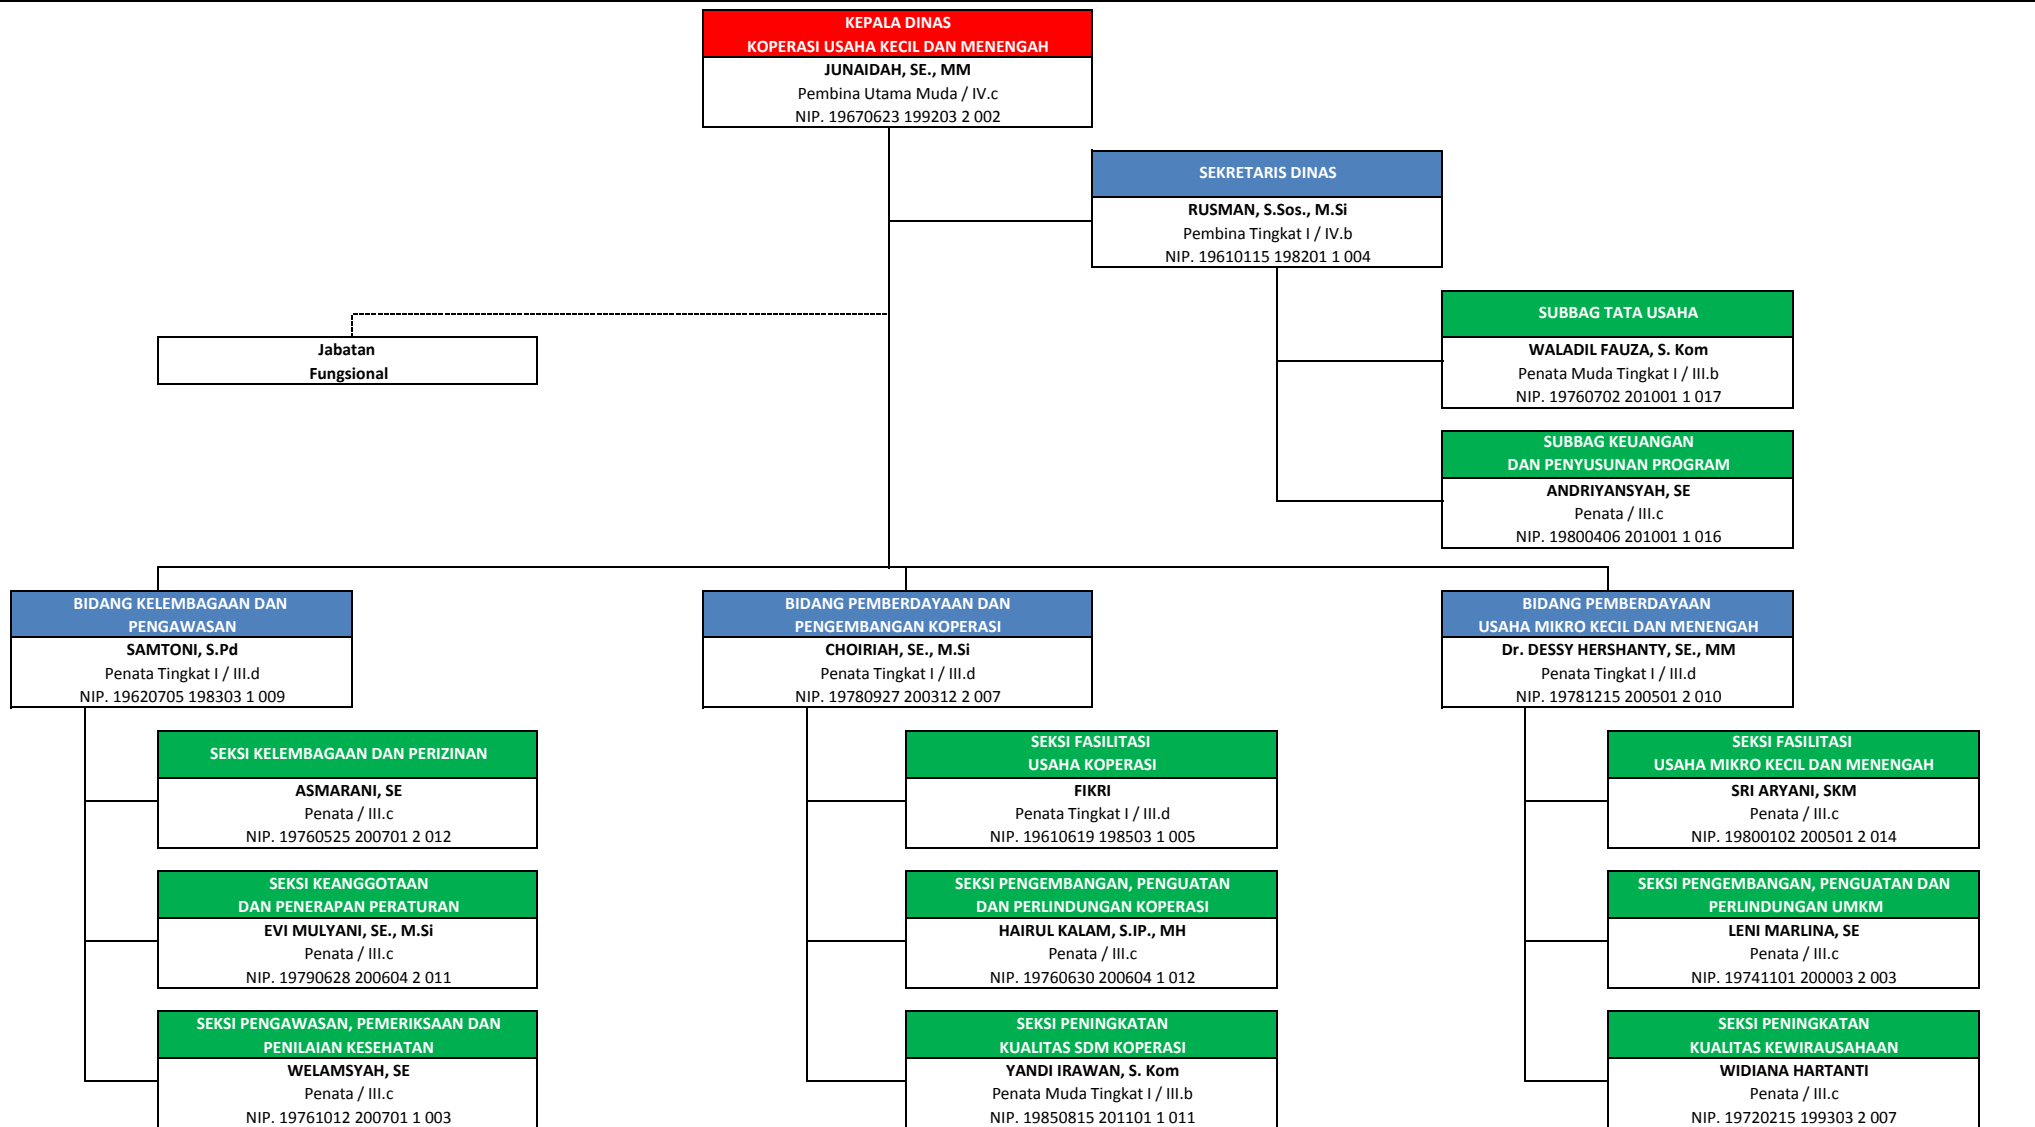 KEPALA DINAS
KOPERASI USAHA KECIL DAN MENENGAH
JUNAIDAH, SE., MM
Pembina Utama Muda / IV.c
NIP. 19670623 199203 2 002
SEKRETARIS DINAS
RUSMAN, S.Sos., M.Si
Pembina Tingkat I / IV.b
NIP. 19610115 198201 1 004
SUBBAG TATA USAHA
WALADIL FAUZA, S. Kom
Penata Muda Tingkat I / III.b
NIP. 19760702 201001 1 017
Jabatan
Fungsional
SUBBAG KEUANGAN
DAN PENYUSUNAN PROGRAM
ANDRIYANSYAH, SE
Penata / III.c
NIP. 19800406 201001 1 016
BIDANG KELEMBAGAAN DAN
PENGAWASAN
SAMTONI, S.Pd
Penata Tingkat I / III.d
NIP. 19620705 198303 1 009
SEKSI KELEMBAGAAN DAN PERIZINAN
ASMARANI, SE
Penata / III.c
NIP. 19760525 200701 2 012
SEKSI KEANGGOTAAN
DAN PENERAPAN PERATURAN
EVI MULYANI, SE., M.Si
Penata / III.c
NIP. 19790628 200604 2 011
SEKSI PENGAWASAN, PEMERIKSAAN DAN
PENILAIAN KESEHATAN
WELAMSYAH, SE
Penata / III.c
NIP. 19761012 200701 1 003
BIDANG PEMBERDAYAAN DAN
PENGEMBANGAN KOPERASI
CHOIRIAH, SE., M.Si
Penata Tingkat I / III.d
NIP. 19780927 200312 2 007
SEKSI FASILITASI
USAHA KOPERASI
FIKRI
Penata Tingkat I / III.d
NIP. 19610619 198503 1 005
SEKSI PENGEMBANGAN, PENGUATAN
DAN PERLINDUNGAN KOPERASI
HAIRUL KALAM, S.IP., MH
Penata / III.c
NIP. 19760630 200604 1 012
SEKSI PENINGKATAN
KUALITAS SDM KOPERASI
YANDI IRAWAN, S. Kom
Penata Muda Tingkat I / III.b
NIP. 19850815 201101 1 011
BIDANG PEMBERDAYAAN
USAHA MIKRO KECIL DAN MENENGAH
Dr. DESSY HERSHANTY, SE., MM
Penata Tingkat I / III.d
NIP. 19781215 200501 2 010
SEKSI FASILITASI
USAHA MIKRO KECIL DAN MENENGAH
SRI ARYANI, SKM
Penata / III.c
NIP. 19800102 200501 2 014
SEKSI PENGEMBANGAN, PENGUATAN DAN
PERLINDUNGAN UMKM
LENI MARLINA, SE
Penata / III.c
NIP. 19741101 200003 2 003
SEKSI PENINGKATAN
KUALITAS KEWIRAUSAHAAN
WIDIANA HARTANTI
Penata / III.c
NIP. 19720215 199303 2 007